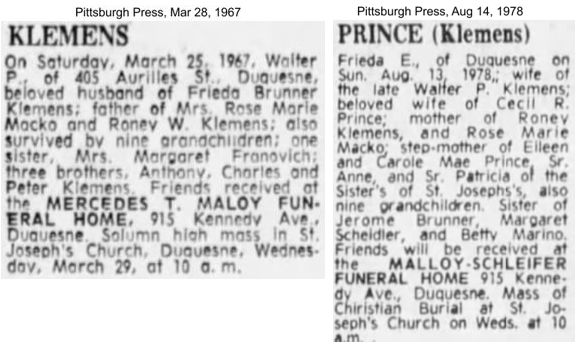 Pittsburgh Press, Mar 28, 1967
KLEMENS
On Saturday, March 25, 1967, Walter
P., of 405 Aurilles St., Duquesne,
beloved husband of Frieda Brunner
Klemens; father of Mrs. Rose Marie
Macko and Roney W. Klemens; also
survived by nine grandchildren; one
sister, Mrs. Margaret Franovich;
three brothers, Anthony, Charles and
Peter Klemens. Friends received at
the MERCEDES T. MALOY FUN-
ERAL HOME, 915 Kennedy Ave.,
Duquesne. Solumn high mass in St.
Joseph's Church, Duquesne, Wednes-
day, March 29, at 10 a. m.
Pittsburgh Press, Aug 14, 1978
PRINCE (Klemens)
Frieda E., of Duquesne on
Sun. Aug. 13, 1978,; wife of
the late Walter P. Klemens;
beloved wife of Cecil R.
Prince; mother of Roney
Klemens, and Rose Marie
Macko; step-mother of Eileen
and Carole Mae Prince, Sr.
Anne, and Sr. Patricia of the
Sister's of St. Josephs's, also
nine grandchildren. Sister of
Jerome Brunner, Margaret
Scheidler, and Betty Marino.
Friends will be received at
the MALLOY-SCHLEIFER
FUNERAL HOME 915 Kenne-
dy Ave., Duquesne. Mass of
Chiristian Burial at St. Jo-
seph's Church on Weds. at 10
a.m.